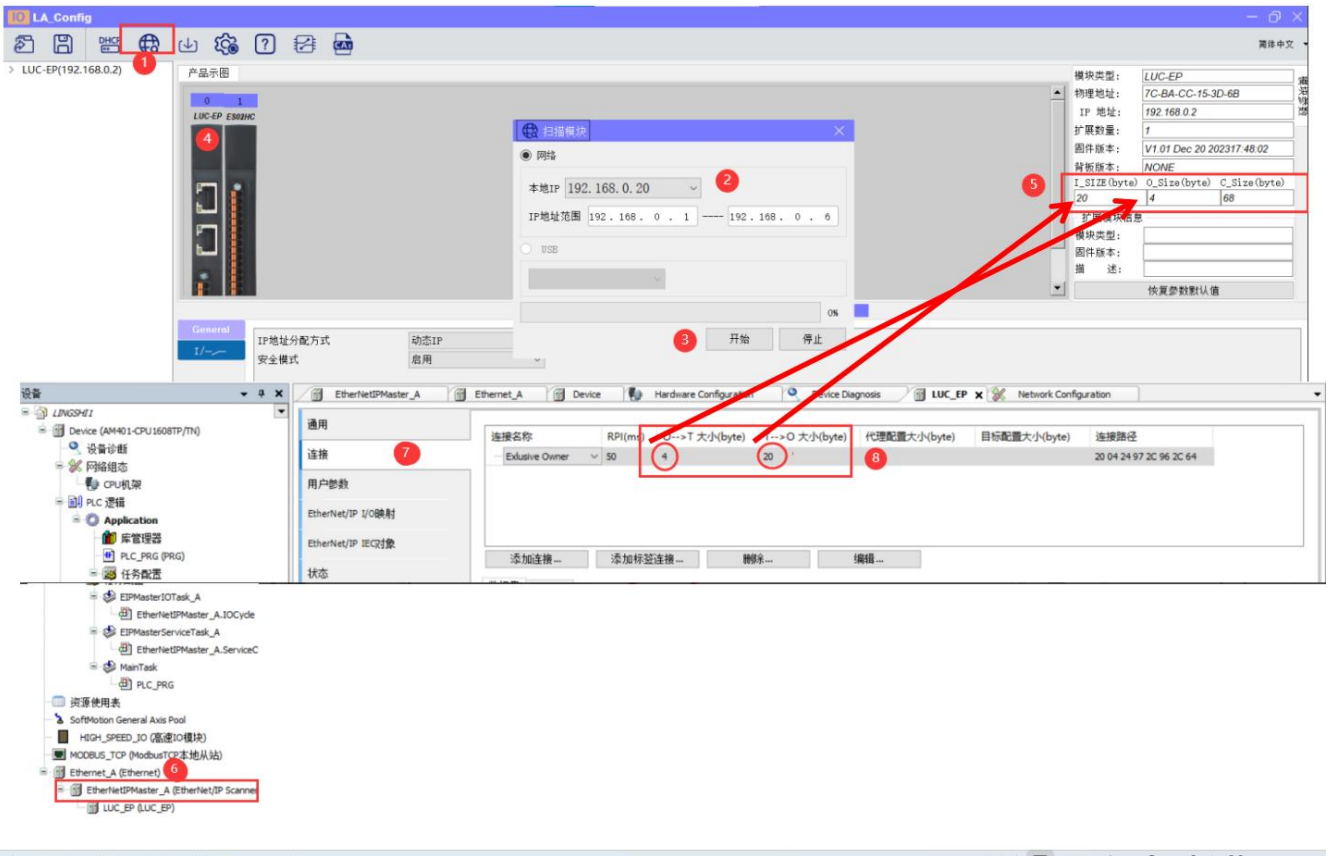 IO LA_Config
DHCP
CAT
简体中文
1
> LUC-EP(192.168.0.2)
产品示图
0 1
LUC-EP ES02HC
4
扫描模块
网络
本地IP 192.168.0.20
2
IP地址范围 192 . 168 . 0 . 1 ---- 192 . 168 . 0 . 6
USB
0%
3 开始 停止
模块类型: LUC-EP
物理地址: 7C-BA-CC-15-3D-6B
IP 地址: 192.168.0.2
扩展数量: 1
固件版本: V1.01 Dec 20 202317:48:02
背板版本: NONE
5
I_SIZE(byte) O_Size(byte) C_Size(byte)
20 4 68
扩展模块信息
模块类型:
固件版本:
描 述:
恢复参数默认值
General
I/-
IP地址分配方式 动态IP
安全模式 启用
设备
LINGSHI1
Device (AM401-CPU1608TP/TN)
设备诊断
网络组态
CPU机架
PLC 逻辑
Application
库管理器
PLC_PRG (PRG)
任务配置
EtherNetIPMaster_A Ethernet_A Device Hardware Configuration Device Diagnosis LUC_EP Network Configuration
通用
连接 7
用户参数
EtherNet/IP I/O映射
EtherNet/IP IEC对象
状态
连接名称 RPI(ms) O-->T 大小(byte) T-->O 大小(byte) 代理配置大小(byte) 目标配置大小(byte) 连接路径
Exlusive Owner 50 4 20 8 20 04 24 97 2C 96 2C 64
添加连接... 添加标签连接... 删除... 编辑...
EIPMasterIOTask_A
EtherNetIPMaster_A.IOCycle
EIPMasterServiceTask_A
EtherNetIPMaster_A.ServiceC
MainTask
PLC_PRG
资源使用表
SoftMotion General Axis Pool
HIGH_SPEED_IO (高速IO模块)
MODBUS_TCP (ModbusTCP本地从站)
Ethernet_A (Ethernet) 6
EtherNetIPMaster_A (EtherNet/IP Scanner
LUC_EP (LUC_EP)